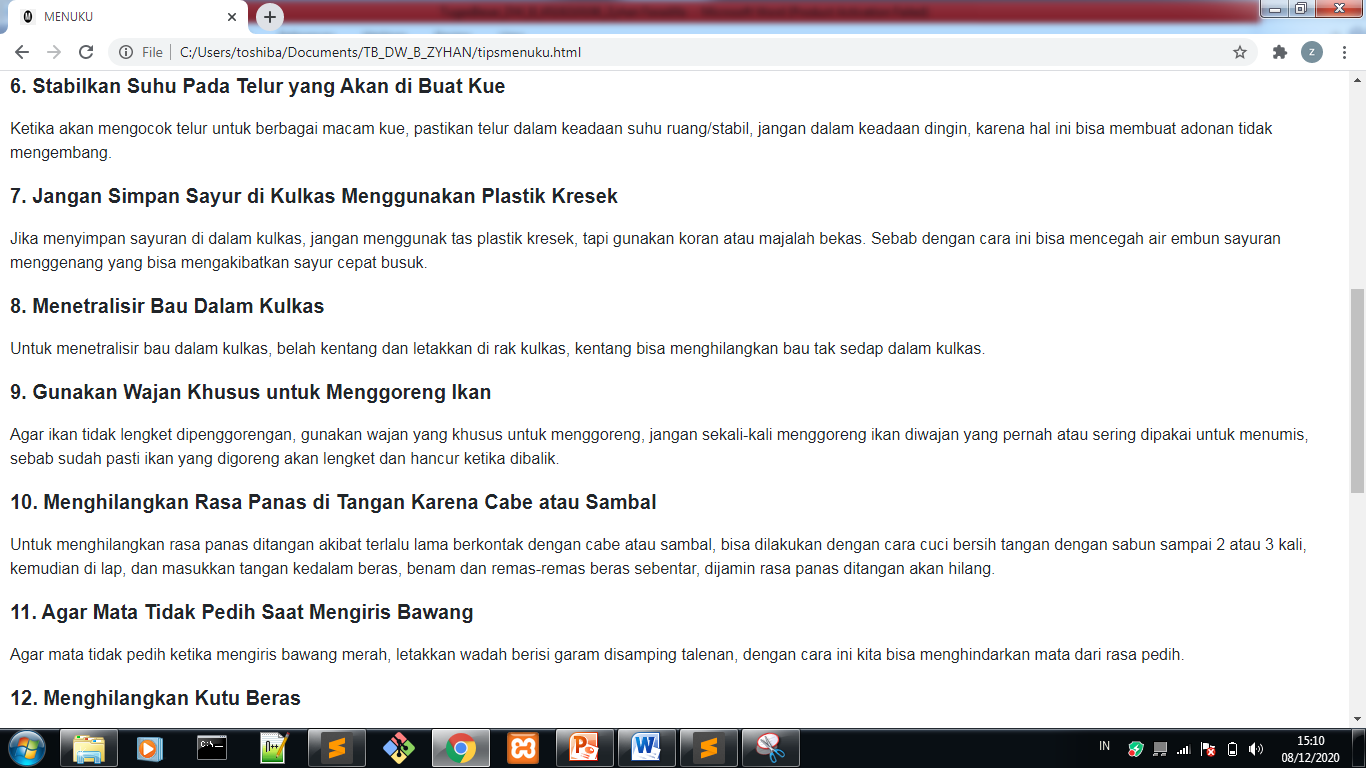 MENUKU
File
C:/Users/toshiba/Documents/TB_DW_B_ZYHAN/tipsmenuku.html
z
6. Stabilkan Suhu Pada Telur yang Akan di Buat Kue
Ketika akan mengocok telur untuk berbagai macam kue, pastikan telur dalam keadaan suhu ruang/stabil, jangan dalam keadaan dingin, karena hal ini bisa membuat adonan tidak
mengembang.
7. Jangan Simpan Sayur di Kulkas Menggunakan Plastik Kresek
Jika menyimpan sayuran di dalam kulkas, jangan menggunak tas plastik kresek, tapi gunakan koran atau majalah bekas. Sebab dengan cara ini bisa mencegah air embun sayuran
menggenang yang bisa mengakibatkan sayur cepat busuk.
8. Menetralisir Bau Dalam Kulkas
Untuk menetralisir bau dalam kulkas, belah kentang dan letakkan di rak kulkas, kentang bisa menghilangkan bau tak sedap dalam kulkas.
9. Gunakan Wajan Khusus untuk Menggoreng Ikan
Agar ikan tidak lengket dipenggorengan, gunakan wajan yang khusus untuk menggoreng, jangan sekali-kali menggoreng ikan diwajan yang pernah atau sering dipakai untuk menumis,
sebab sudah pasti ikan yang digoreng akan lengket dan hancur ketika dibalik.
10. Menghilangkan Rasa Panas di Tangan Karena Cabe atau Sambal
Untuk menghilangkan rasa panas ditangan akibat terlalu lama berkontak dengan cabe atau sambal, bisa dilakukan dengan cara cuci bersih tangan dengan sabun sampai 2 atau 3 kali,
kemudian di lap, dan masukkan tangan kedalam beras, benam dan remas-remas beras sebentar, dijamin rasa panas ditangan akan hilang.
11. Agar Mata Tidak Pedih Saat Mengiris Bawang
Agar mata tidak pedih ketika mengiris bawang merah, letakkan wadah berisi garam disamping talenan, dengan cara ini kita bisa menghindarkan mata dari rasa pedih.
12. Menghilangkan Kutu Beras
IN
15:10
08/12/2020